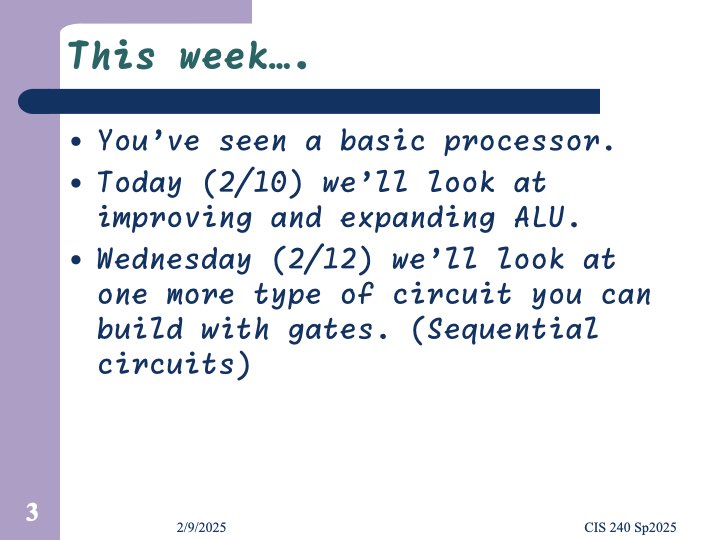 This week….
• You’ve seen a basic processor.
• Today (2/10) we’ll look at
improving and expanding ALU.
• Wednesday (2/12) we’ll look at
one more type of circuit you can
build with gates. (Sequential
circuits)
3
2/9/2025
CIS 240 Sp2025